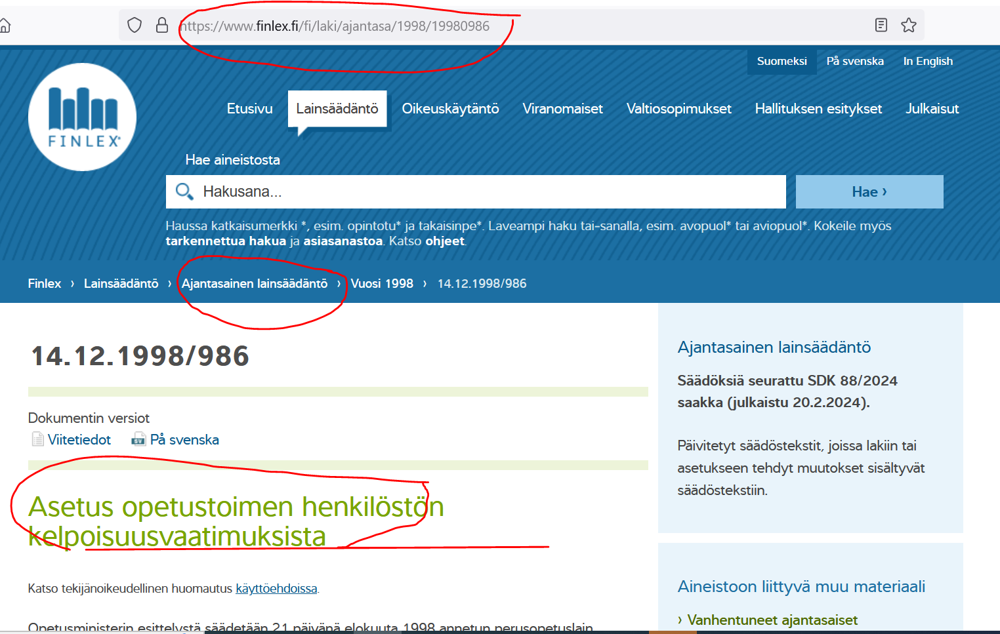 https://www.finlex.fi/fi/laki/ajantasa/1998/19980986
Suomeksi På svenska In English
FINLEX®
Etusivu Lainsäädäntö Oikeuskäytäntö Viranomaiset Valtiosopimukset Hallituksen esitykset Julkaisut
Hae aineistosta
Hakusana... Hae ›
Haussa katkaisumerkki *, esim. opintotu* ja takaisinpe*. Laveampi haku tai-sanalla, esim. avopuol* tai aviopuol*. Kokeile myös
tarkennettua hakua ja asiasanastoa. Katso ohjeet.
Finlex › Lainsäädäntö › Ajantasainen lainsäädäntö › Vuosi 1998 › 14.12.1998/986
14.12.1998/986
Dokumentin versiot
Viitetiedot SV På svenska
Asetus opetustoimen henkilöstön
kelpoisuusvaatimuksista
Katso tekijänoikeudellinen huomautus käyttöehdoissa.
Opetusministerin esittelystä säädetään 21 päivänä elokuuta 1998 annetun perusopetuslain
Ajantasainen lainsäädäntö
Säädöksiä seurattu SDK 88/2024
saakka (julkaistu 20.2.2024).
Päivitetyt säädöstekstit, joissa lakiin tai
asetukseen tehdyt muutokset sisältyvät
säädöstekstiin.
Aineistoon liittyvä muu materiaali
› Vanhentuneet ajantasaiset